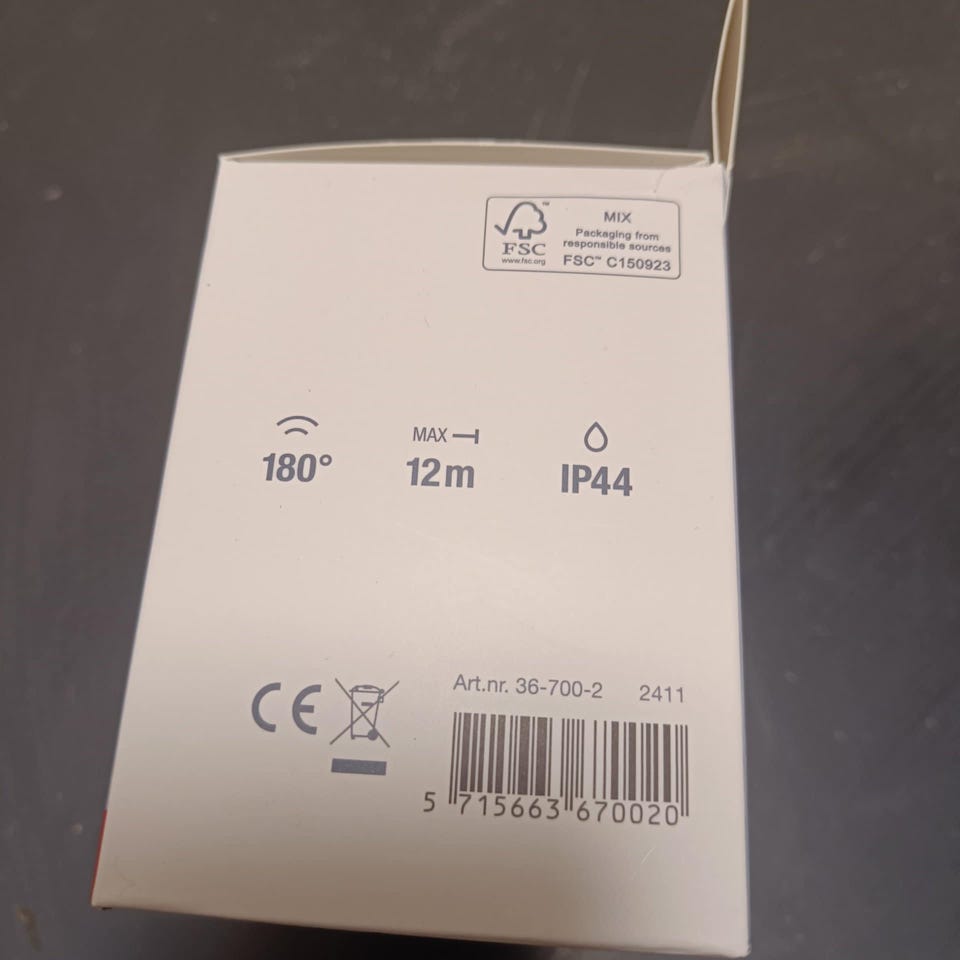 FSC™
www.fsc.org
MIX
Packaging from
responsible sources
FSC™ C150923
180°
MAX
12m
IP44
CE
Art.nr. 36-700-2 2411
5 715663 670020